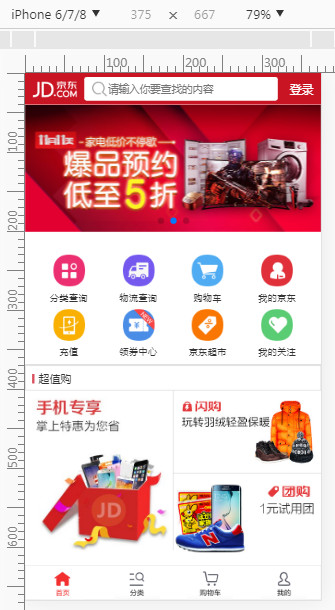 iPhone 6/7/8 ▼ 375 × 667 79% ▼
100 200 300
100
200
300
400
500
600
JD 京东 .COM 请输入你要查找的内容 登录
11月11
家电低价不停歇
爆品预约
低至5折
分类查询 物流查询 购物车 我的京东
NEW
充值 领券中心 京东超市 我的关注
超值购
手机专享
掌上特惠为您省
JD
闪购
玩转羽绒轻盈保暖
团购
1元试用团
首页 分类 购物车 我的